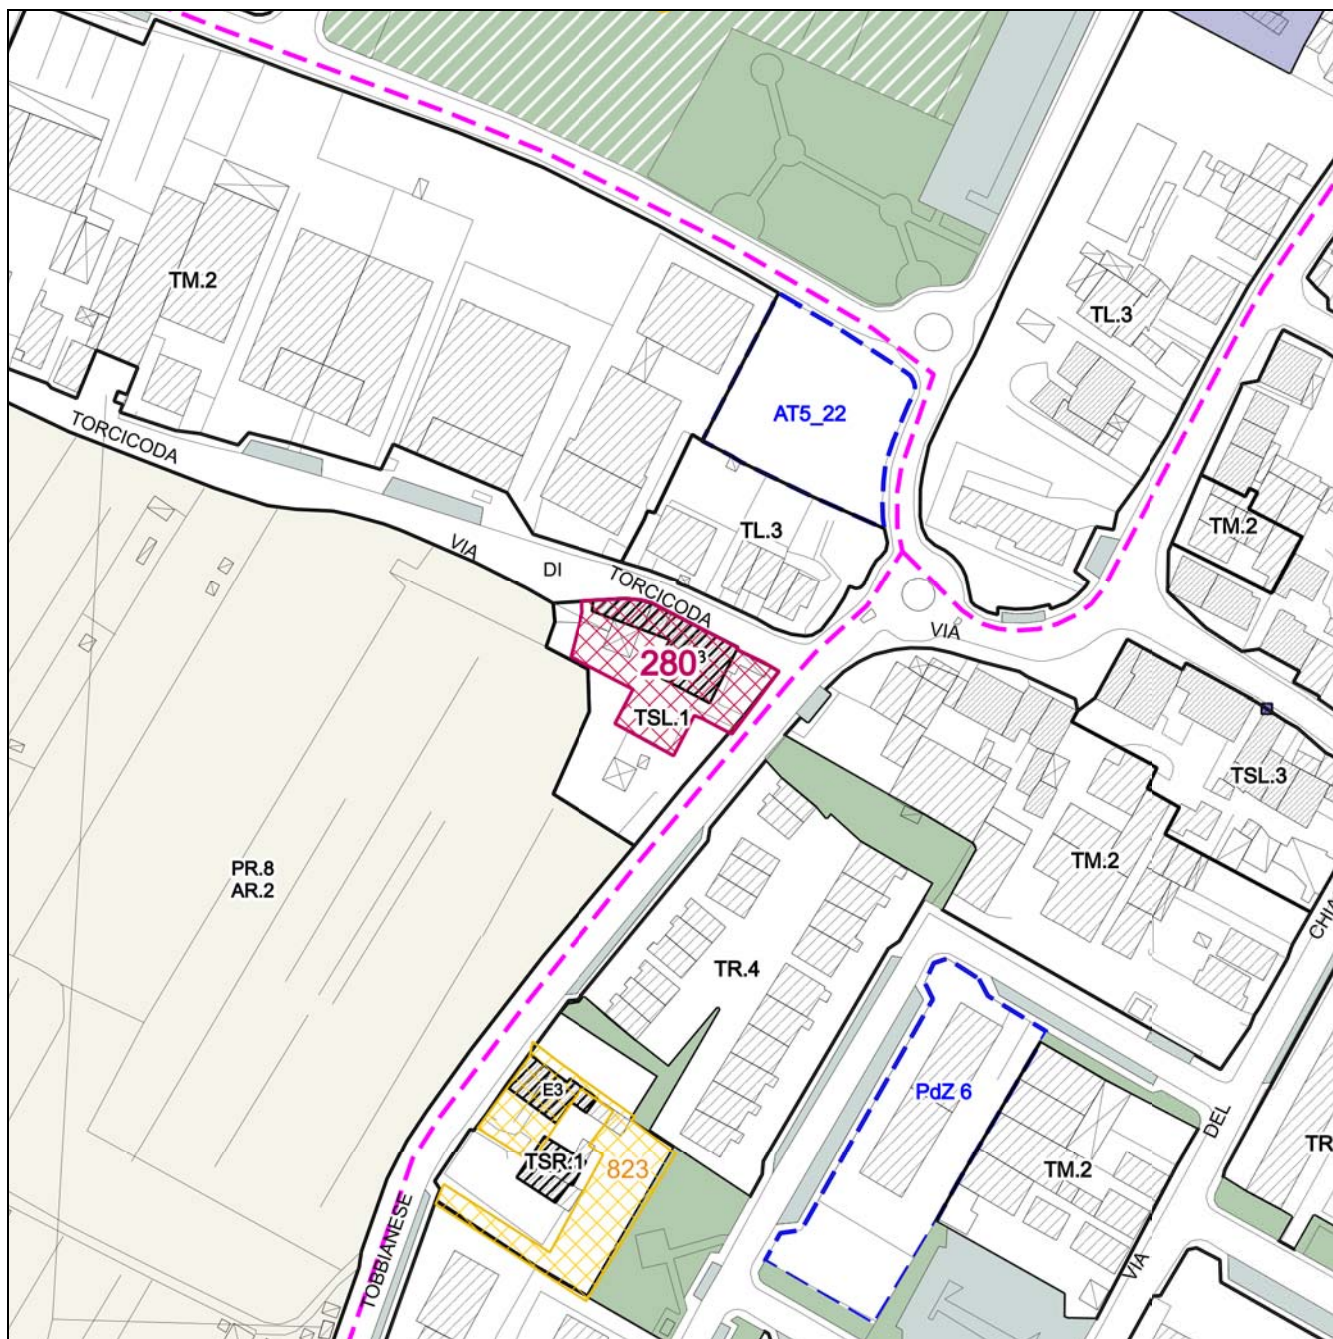 TM.2
TL.3
AT5_22
TORCICODA
TL.3
TM.2
VIA
DI
TORCICODA
VIA
280
TSL.1
TSL.3
TM.2
PR.8
AR.2
TR.4
E3
PdZ 6
TSR.1
823
TM.2
DEL
TR
TOBBIANESE
VIA